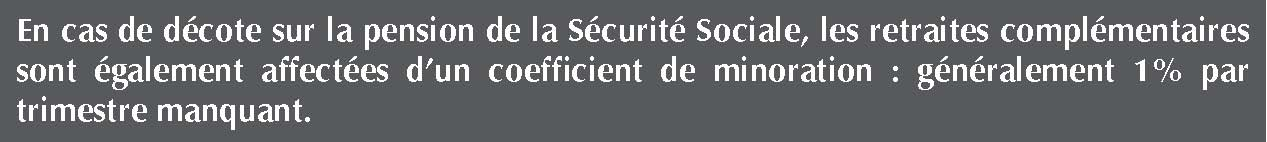 En cas de décote sur la pension de la Sécurité Sociale, les retraites complémentaires
sont également affectées d’un coefficient de minoration : généralement 1% par
trimestre manquant.